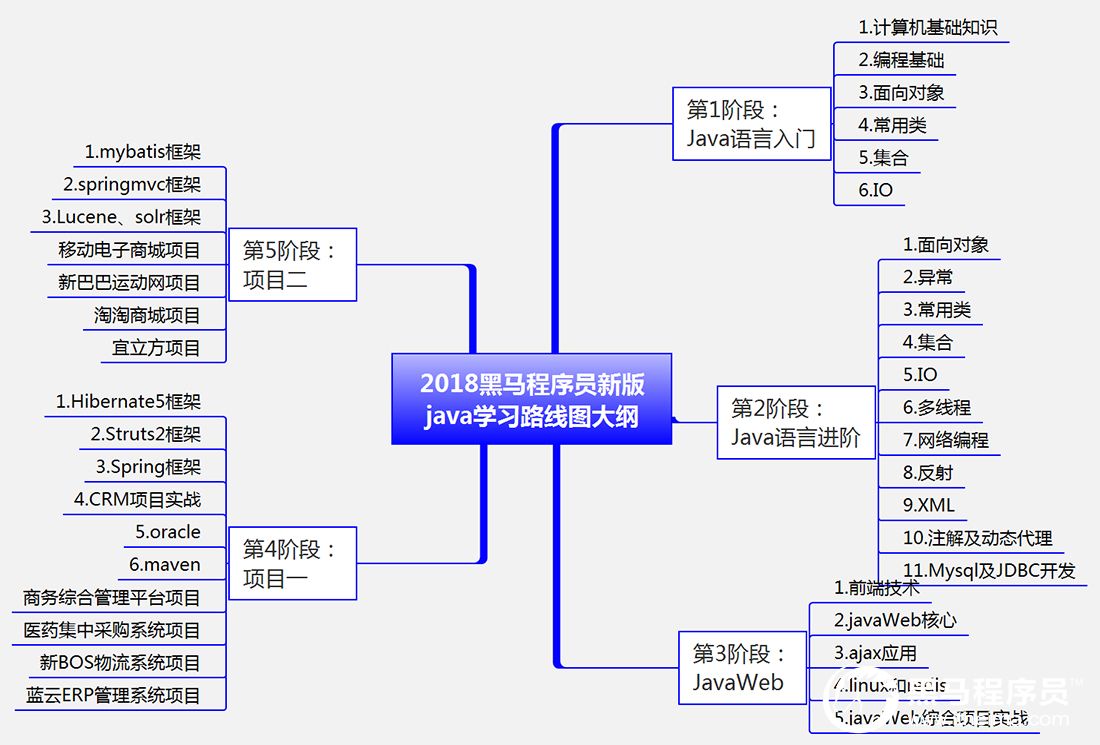 2018黑马程序员新版
java学习路线图大纲
第1阶段：
Java语言入门
1.计算机基础知识
2.编程基础
3.面向对象
4.常用类
5.集合
6.IO
第2阶段：
Java语言进阶
1.面向对象
2.异常
3.常用类
4.集合
5.IO
6.多线程
7.网络编程
8.反射
9.XML
10.注解及动态代理
11.Mysql及JDBC开发
第3阶段：
JavaWeb
1.前端技术
2.javaWeb核心
3.ajax应用
4.linux和redis
5.javaWeb综合项目实战
第4阶段：
项目一
1.Hibernate5框架
2.Struts2框架
3.Spring框架
4.CRM项目实战
5.oracle
6.maven
商务综合管理平台项目
医药集中采购系统项目
新BOS物流系统项目
蓝云ERP管理系统项目
第5阶段：
项目二
1.mybatis框架
2.springmvc框架
3.Lucene、solr框架
移动电子商城项目
新巴巴运动网项目
淘淘商城项目
宜立方项目
黑马程序员™